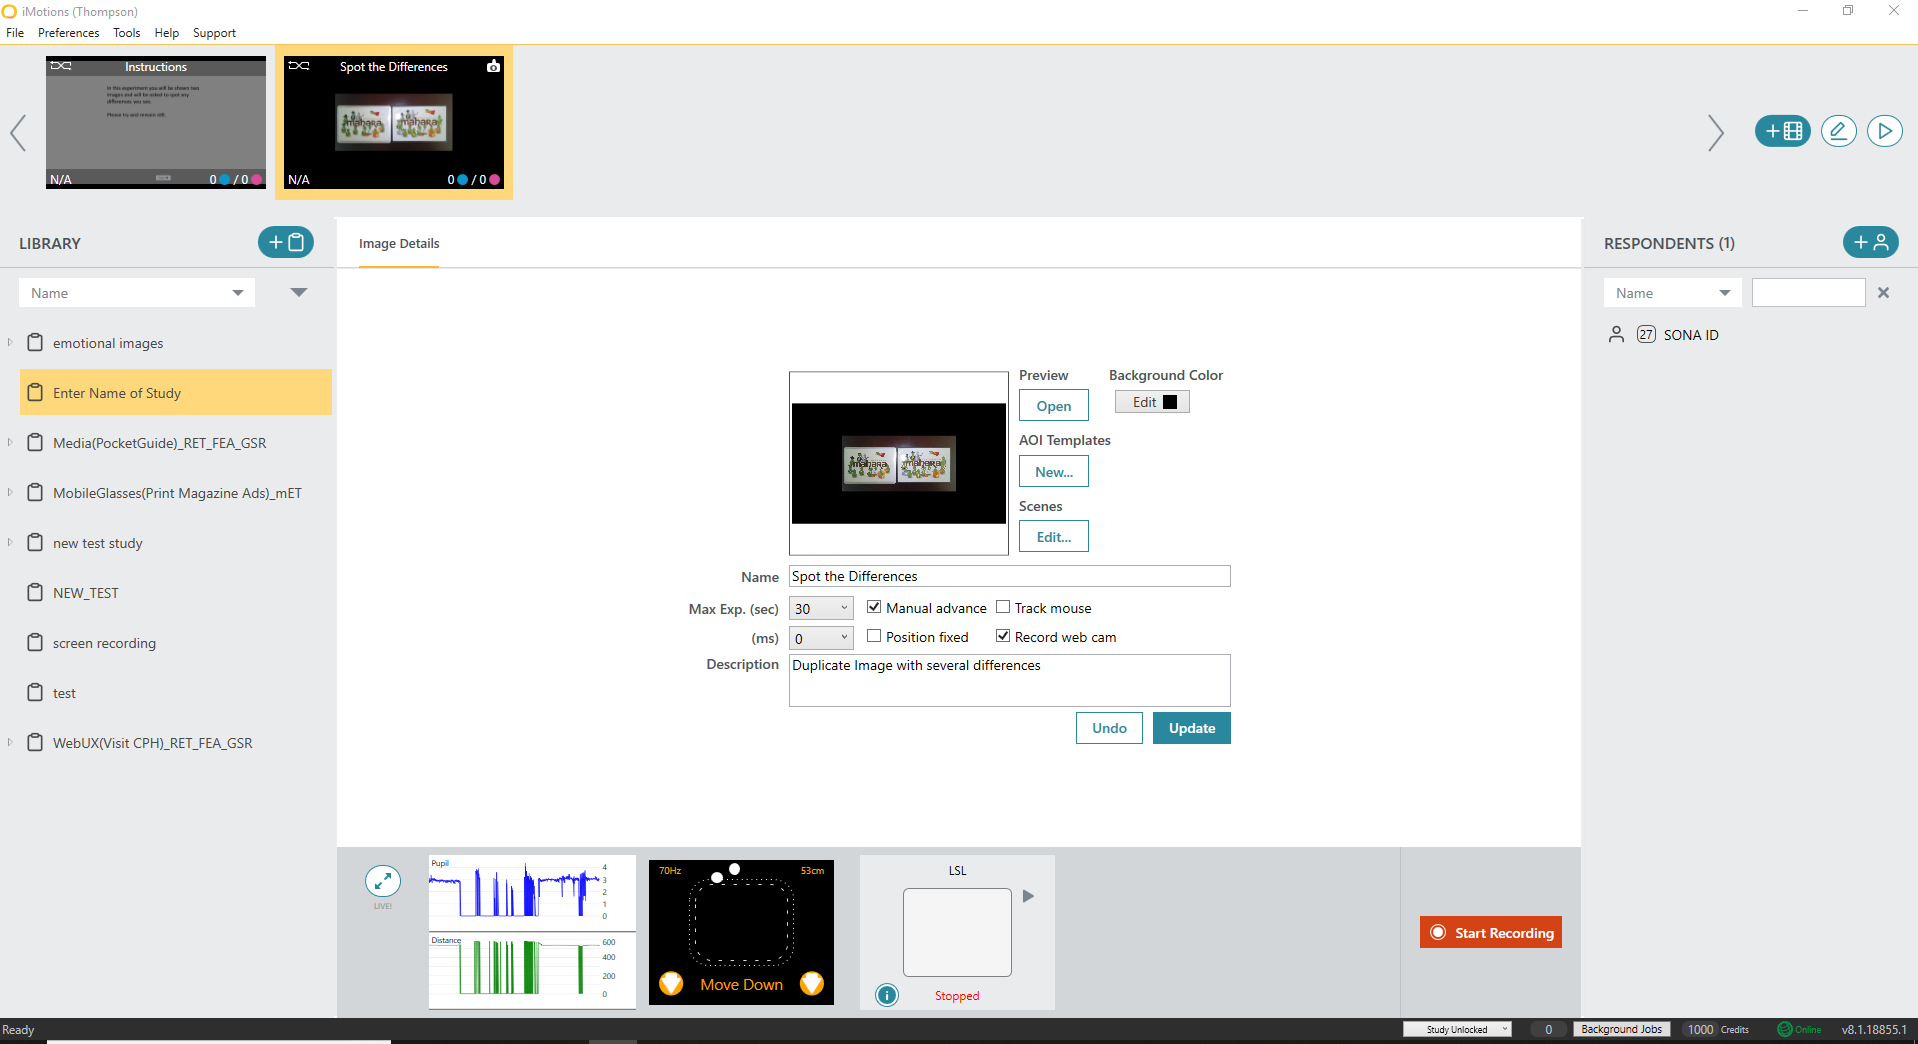 iMotions (Thompson)
File Preferences Tools Help Support
Instructions
In this experiment you will be shown two
images and will be asked to spot any
differences you see.
Please try and remain still.
N/A 0 / 0
Spot the Differences
mahara mahara
N/A 0 / 0
LIBRARY
Name
emotional images
Enter Name of Study
Media(PocketGuide)_RET_FEA_GSR
MobileGlasses(Print Magazine Ads)_mET
new test study
NEW_TEST
screen recording
test
WebUX(Visit CPH)_RET_FEA_GSR
Image Details
mahara mahara
Preview Background Color
Open Edit
AOI Templates
New...
Scenes
Edit...
Name Spot the Differences
Max Exp. (sec) 30 Manual advance Track mouse
(ms) 0 Position fixed Record web cam
Description Duplicate Image with several differences
Undo Update
RESPONDENTS (1)
Name
27 SONA ID
LIVE!
Pupil
4
3
2
1
0
Distance
600
400
200
0
70Hz 53cm
Move Down
LSL
i Stopped
Start Recording
Ready Study Unlocked 0 Background Jobs 1000 Credits Online v8.1.18855.1